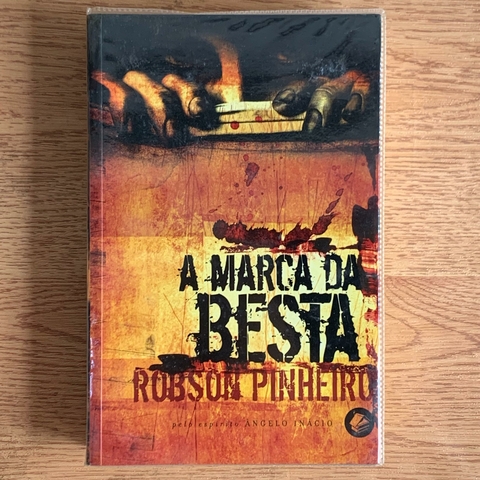 A MARCA DA
BESTA
ROBSON PINHEIRO
pelo espírito ÂNGELO INÁCIO